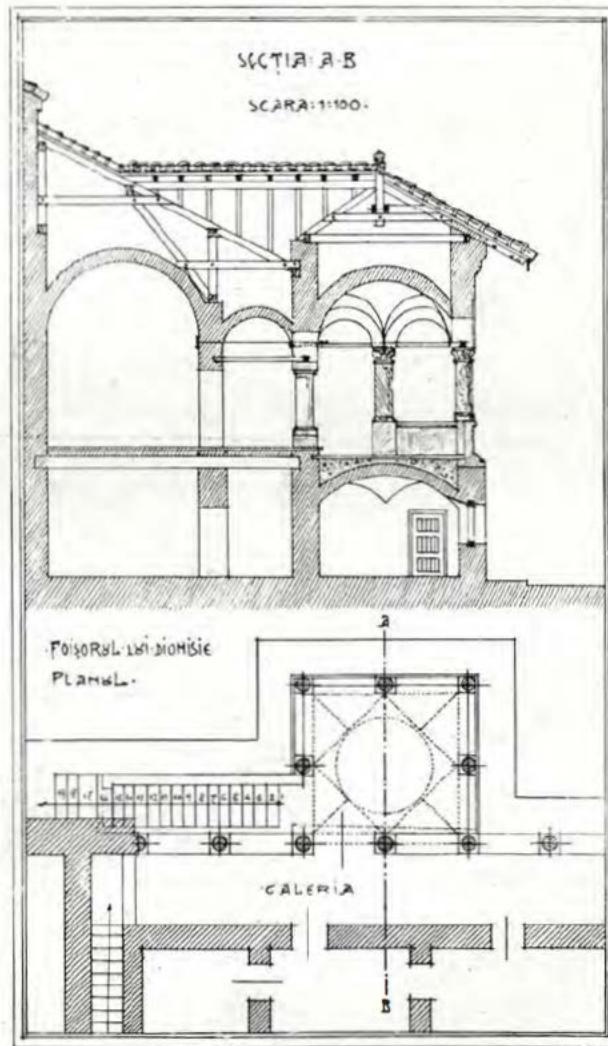 SECȚIA: A-B
SCARA: 1:100.
·FOIȘORUL·LUI·DIONISIE
PLANUL·
A
·GALERIA
B